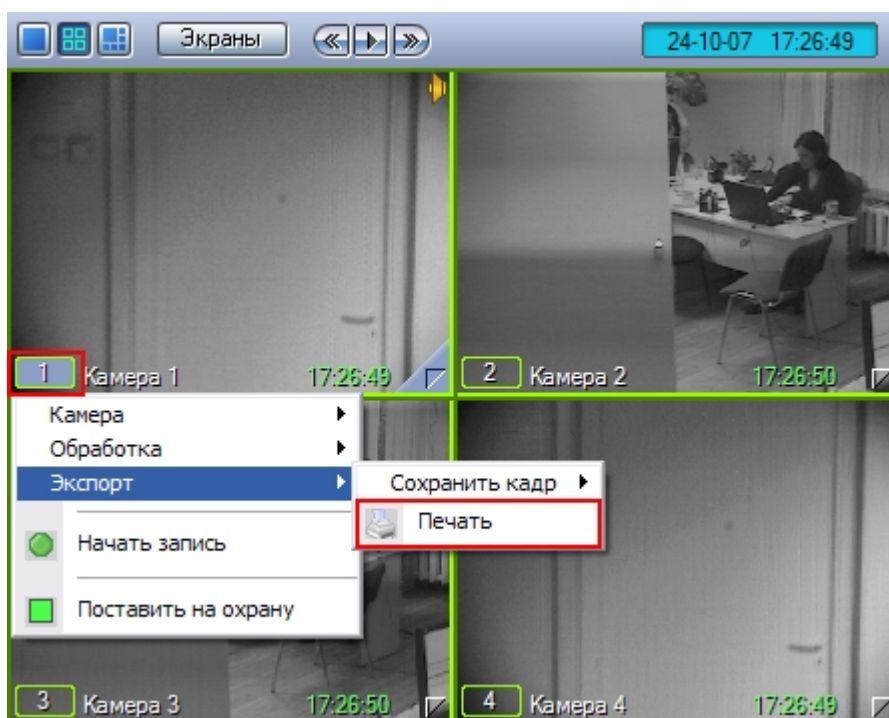 Экраны
24-10-07 17:26:49
1 Камера 1 17:26:49
2 Камера 2 17:26:50
Камера
Обработка
Экспорт
Сохранить кадр
Печать
Начать запись
Поставить на охрану
3 Камера 3 17:26:50
4 Камера 4 17:26:49